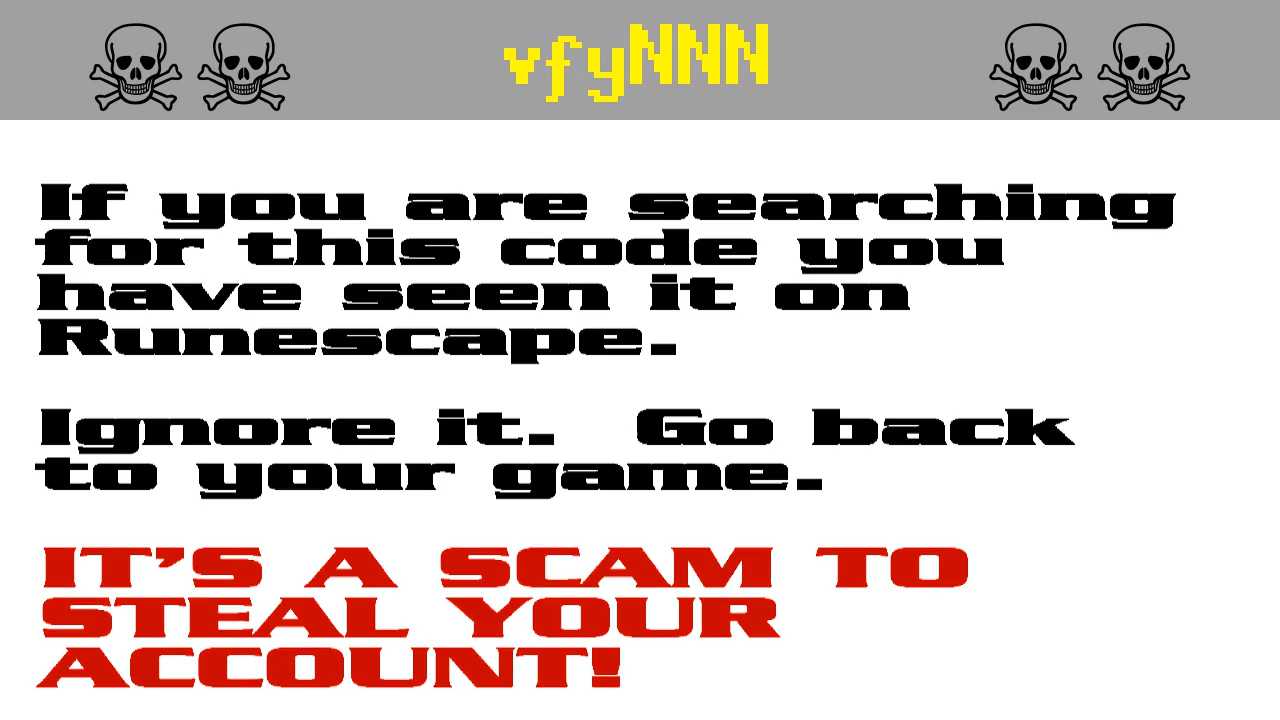 vfyNNN
If you are searching
for this code you
have seen it on
Runescape.
Ignore it.  Go back
to your game.
IT'S A SCAM TO
STEAL YOUR
ACCOUNT!